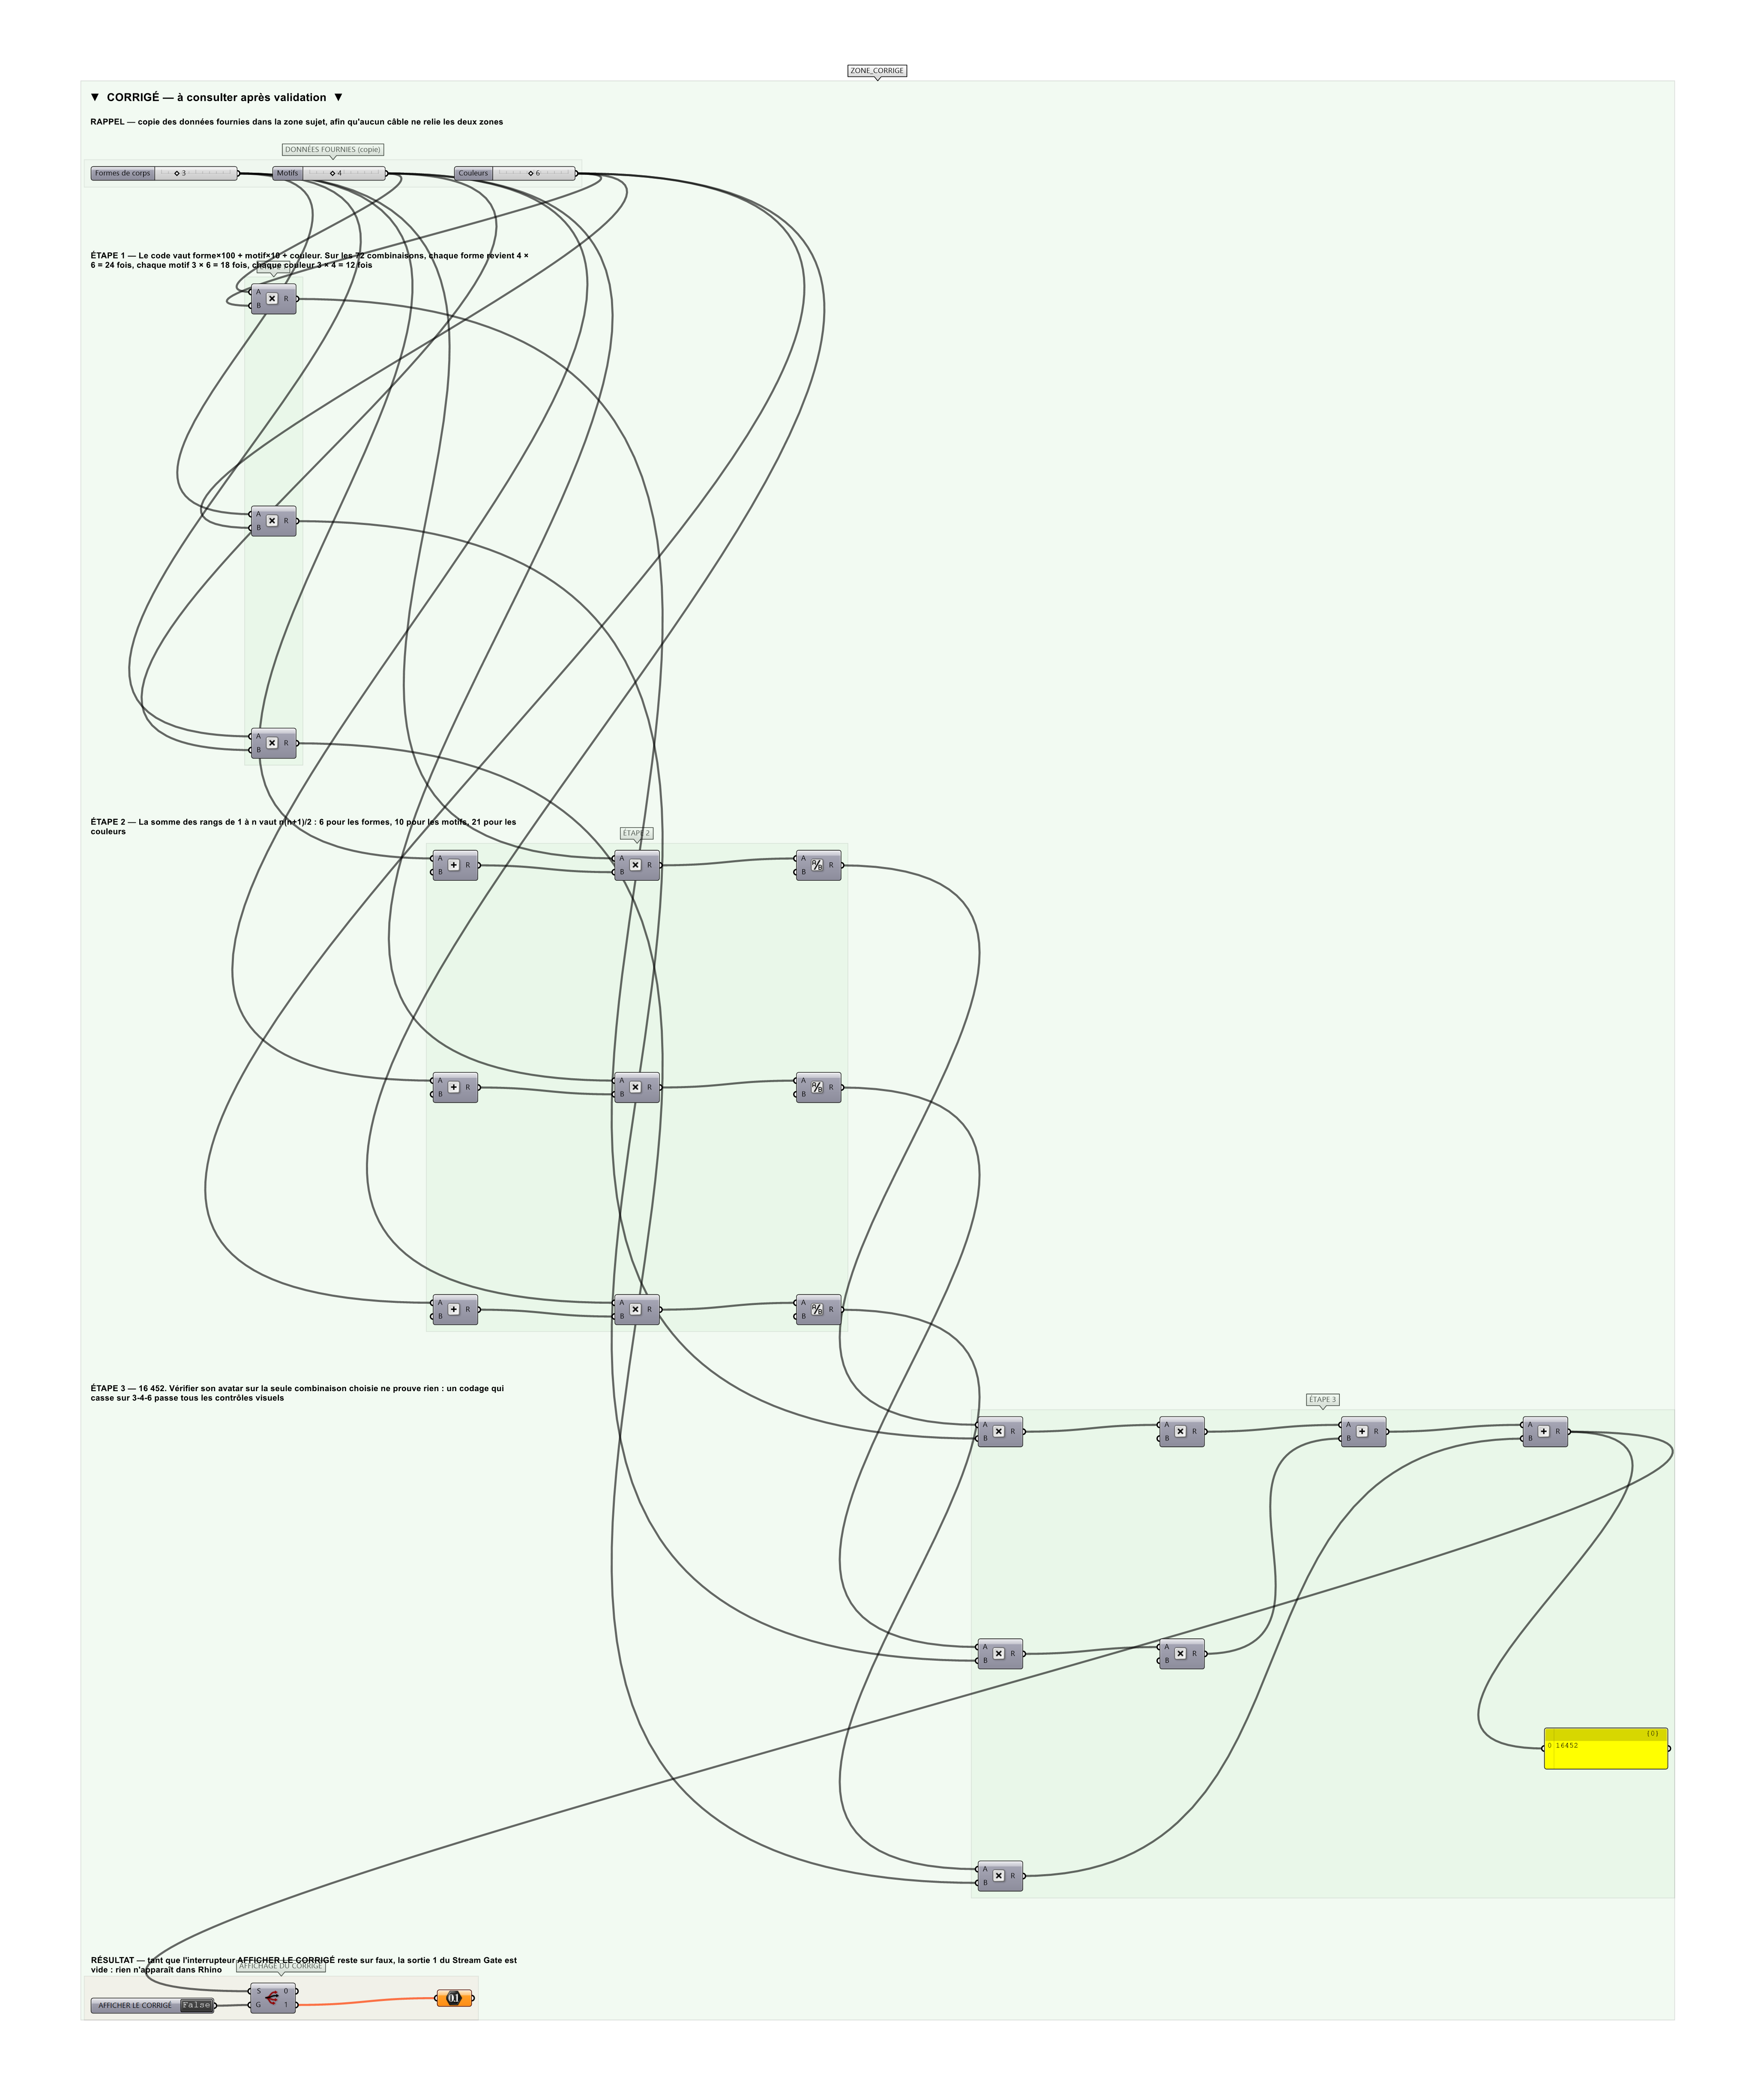 ZONE_CORRIGE
▼ CORRIGÉ — à consulter après validation ▼
RAPPEL — copie des données fournies dans la zone sujet, afin qu'aucun câble ne relie les deux zones
DONNÉES FOURNIES (copie)
Formes de corps ◇ 3
Motifs ◇ 4
Couleurs ◇ 6
ÉTAPE 1 — Le code vaut forme×100 + motif×10 + couleur. Sur les 72 combinaisons, chaque forme revient 4 ×
6 = 24 fois, chaque motif 3 × 6 = 18 fois, chaque couleur 3 × 4 = 12 fois
A × R
B
A × R
B
A × R
B
ÉTAPE 2 — La somme des rangs de 1 à n vaut n(n+1)/2 : 6 pour les formes, 10 pour les motifs, 21 pour les
couleurs
ÉTAPE 2
A + R
B
A × R
B
A A/B R
B
A + R
B
A × R
B
A A/B R
B
A + R
B
A × R
B
A A/B R
B
ÉTAPE 3 — 16 452. Vérifier son avatar sur la seule combinaison choisie ne prouve rien : un codage qui
casse sur 3-4-6 passe tous les contrôles visuels
ÉTAPE 3
A × R
B
A × R
B
A + R
B
A + R
B
A × R
B
A × R
B
{0}
0 16452
A × R
B
RÉSULTAT — tant que l'interrupteur AFFICHER LE CORRIGÉ reste sur faux, la sortie 1 du Stream Gate est
vide : rien n'apparaît dans Rhino
AFFICHAGE DU CORRIGÉ
S 0
G 1
AFFICHER LE CORRIGÉ False
0.1